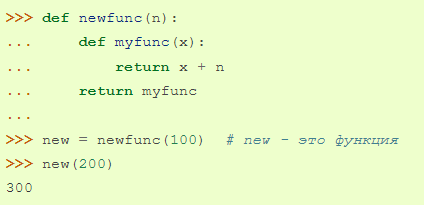 >>> def newfunc(n):
...     def myfunc(x):
...         return x + n
...     return myfunc
...
>>> new = newfunc(100)  # new - это функция
>>> new(200)
300